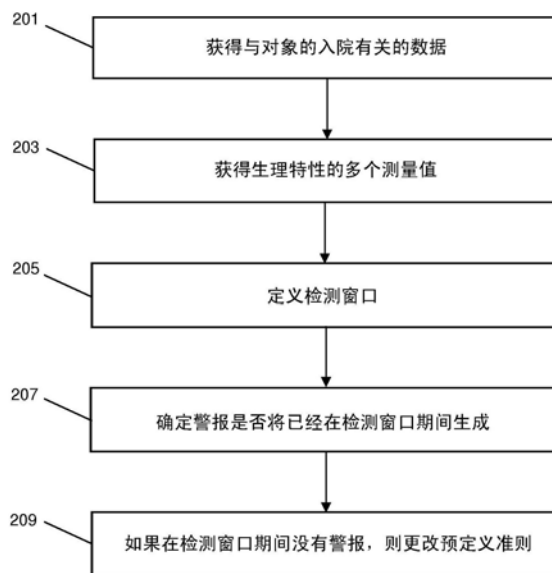 201
获得与对象的入院有关的数据
203
获得生理特性的多个测量值
205
定义检测窗口
207
确定警报是否将已经在检测窗口期间生成
209
如果在检测窗口期间没有警报，则更改预定义准则